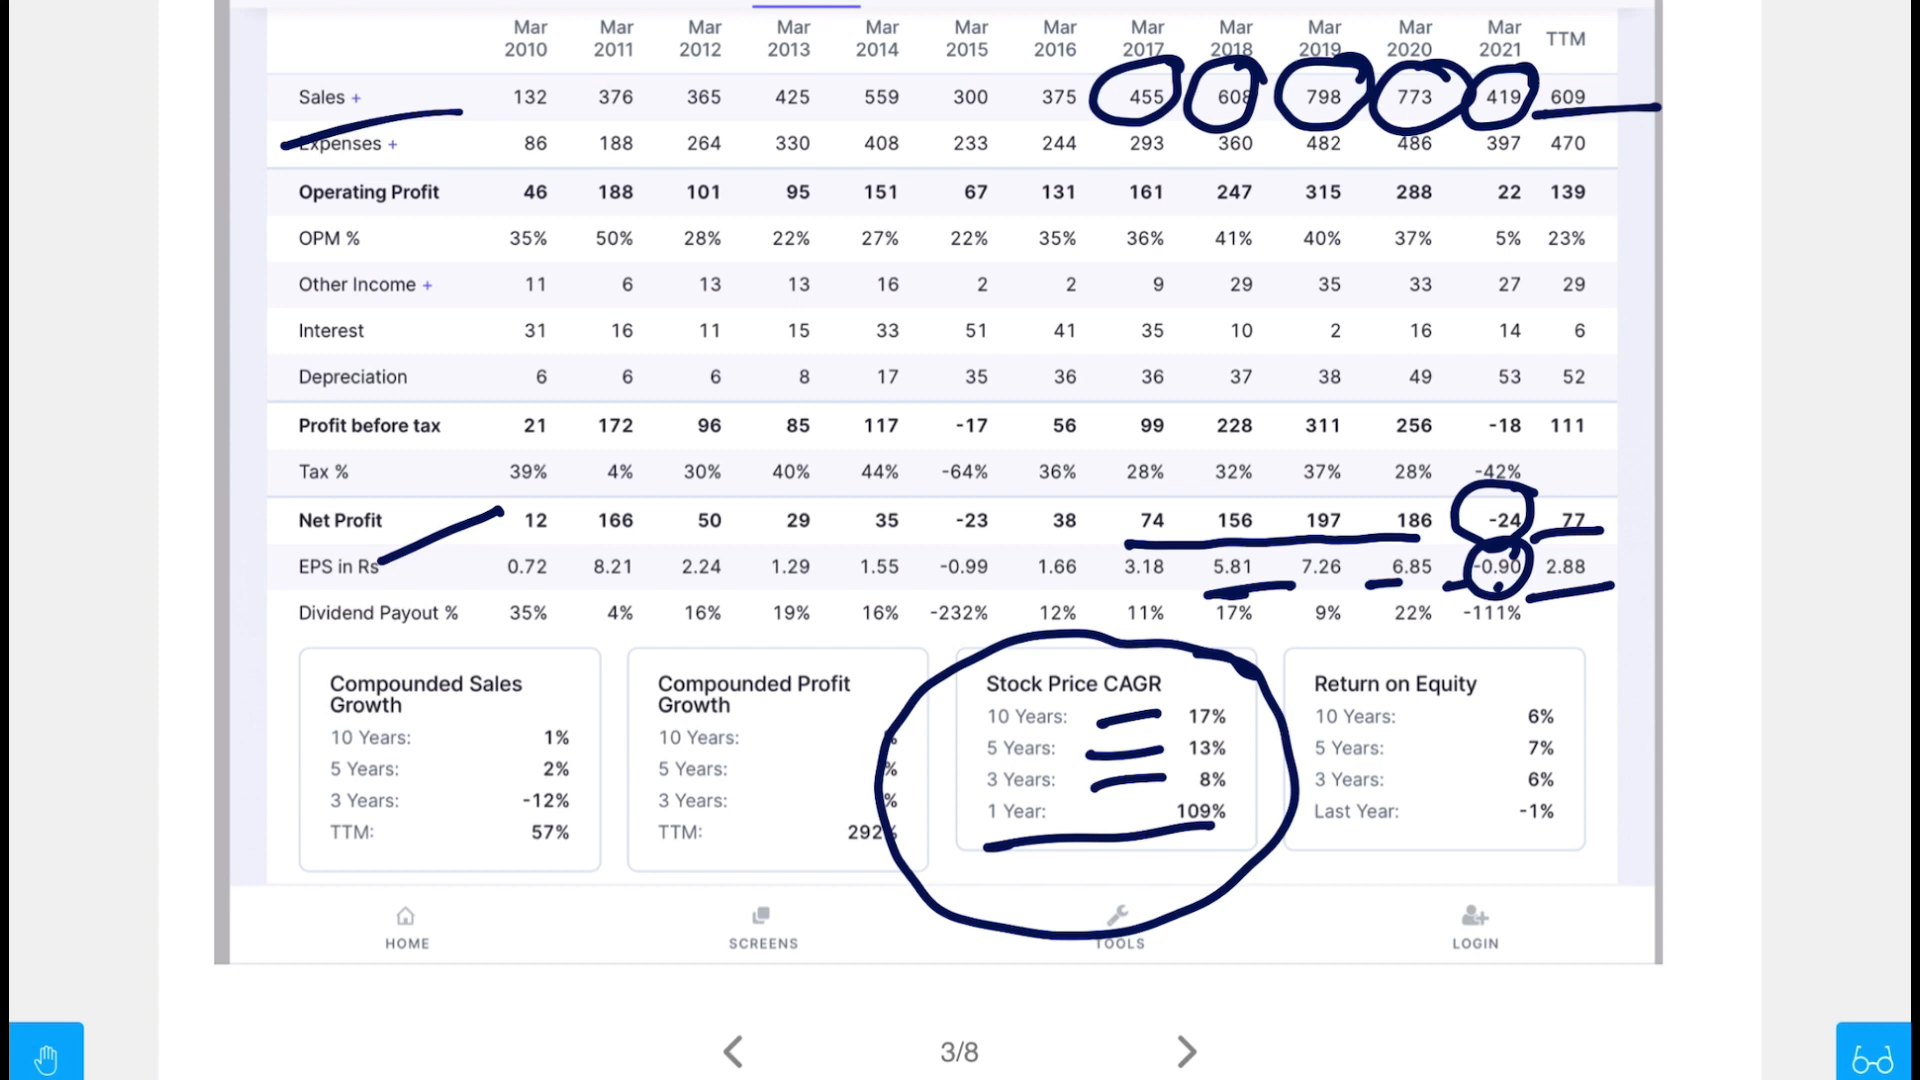 Mar Mar Mar Mar Mar Mar Mar Mar Mar Mar Mar Mar TTM
2010 2011 2012 2013 2014 2015 2016 2017 2018 2019 2020 2021
Sales + 132 376 365 425 559 300 375 455 608 798 773 419 609
Expenses + 86 188 264 330 408 233 244 293 360 482 486 397 470
Operating Profit 46 188 101 95 151 67 131 161 247 315 288 22 139
OPM % 35% 50% 28% 22% 27% 22% 35% 36% 41% 40% 37% 5% 23%
Other Income + 11 6 13 13 16 2 2 9 29 35 33 27 29
Interest 31 16 11 15 33 51 41 35 10 2 16 14 6
Depreciation 6 6 6 8 17 35 36 36 37 38 49 53 52
Profit before tax 21 172 96 85 117 -17 56 99 228 311 256 -18 111
Tax % 39% 4% 30% 40% 44% -64% 36% 28% 32% 37% 28% -42%
Net Profit 12 166 50 29 35 -23 38 74 156 197 186 -24 77
EPS in Rs 0.72 8.21 2.24 1.29 1.55 -0.99 1.66 3.18 5.81 7.26 6.85 -0.90 2.88
Dividend Payout % 35% 4% 16% 19% 16% -232% 12% 11% 17% 9% 22% -111%
Compounded Sales
Growth
10 Years: 1%
5 Years: 2%
3 Years: -12%
TTM: 57%
Compounded Profit
Growth
10 Years: %
5 Years: %
3 Years: %
TTM: 292%
Stock Price CAGR
10 Years: 17%
5 Years: 13%
3 Years: 8%
1 Year: 109%
Return on Equity
10 Years: 6%
5 Years: 7%
3 Years: 6%
Last Year: -1%
HOME SCREENS TOOLS LOGIN
3/8